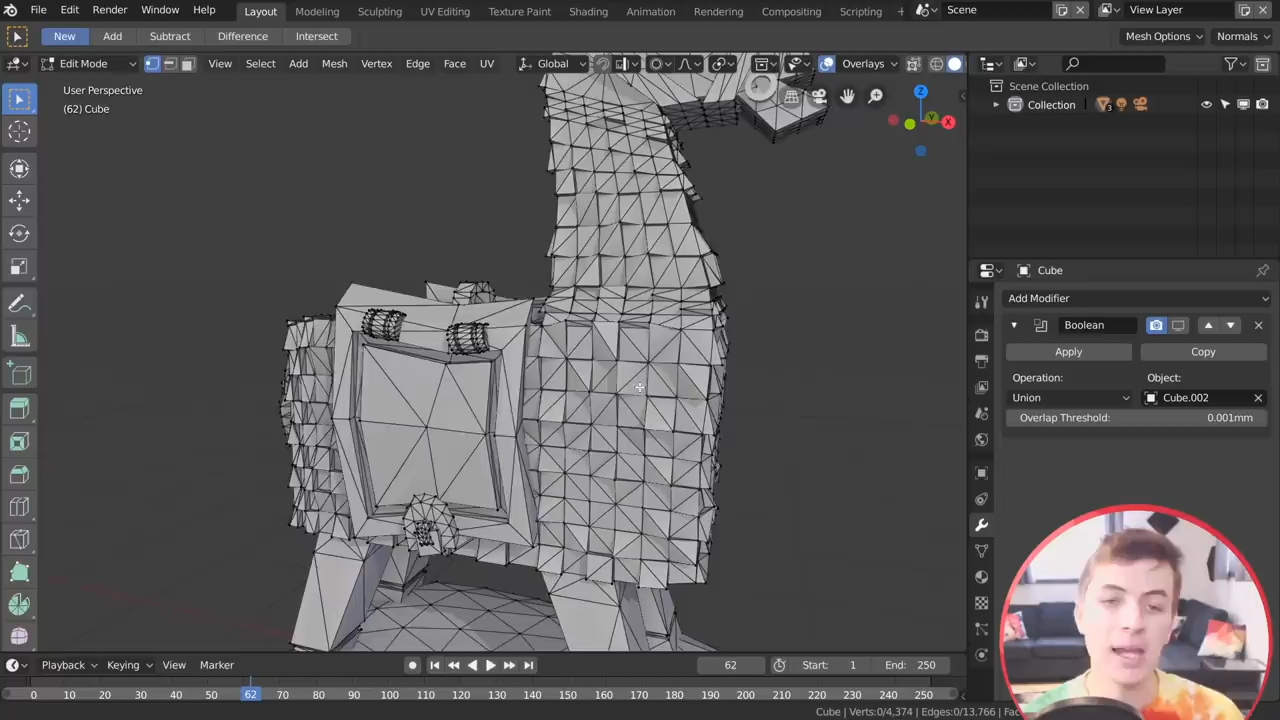 File Edit Render Window Help Layout Modeling Sculpting UV Editing Texture Paint Shading Animation Rendering Compositing Scripting + Scene View Layer
New Add Subtract Difference Intersect Mesh Options Normals
Edit Mode View Select Add Mesh Vertex Edge Face UV Global Overlays
User Perspective
(62) Cube
Z
Y
X
Scene Collection
Collection 3
Cube
Add Modifier
Boolean
Apply Copy
Operation: Object:
Union Cube.002
Overlap Threshold: 0.001mm
Playback Keying View Marker 62 Start: 1 End: 250
0 10 20 30 40 50 62 70 80 90 100 110 120 130 140 150 160 170 180 190 200 210 220 230 240 250
Cube | Verts:0/4,374 | Edges:0/13,766 |